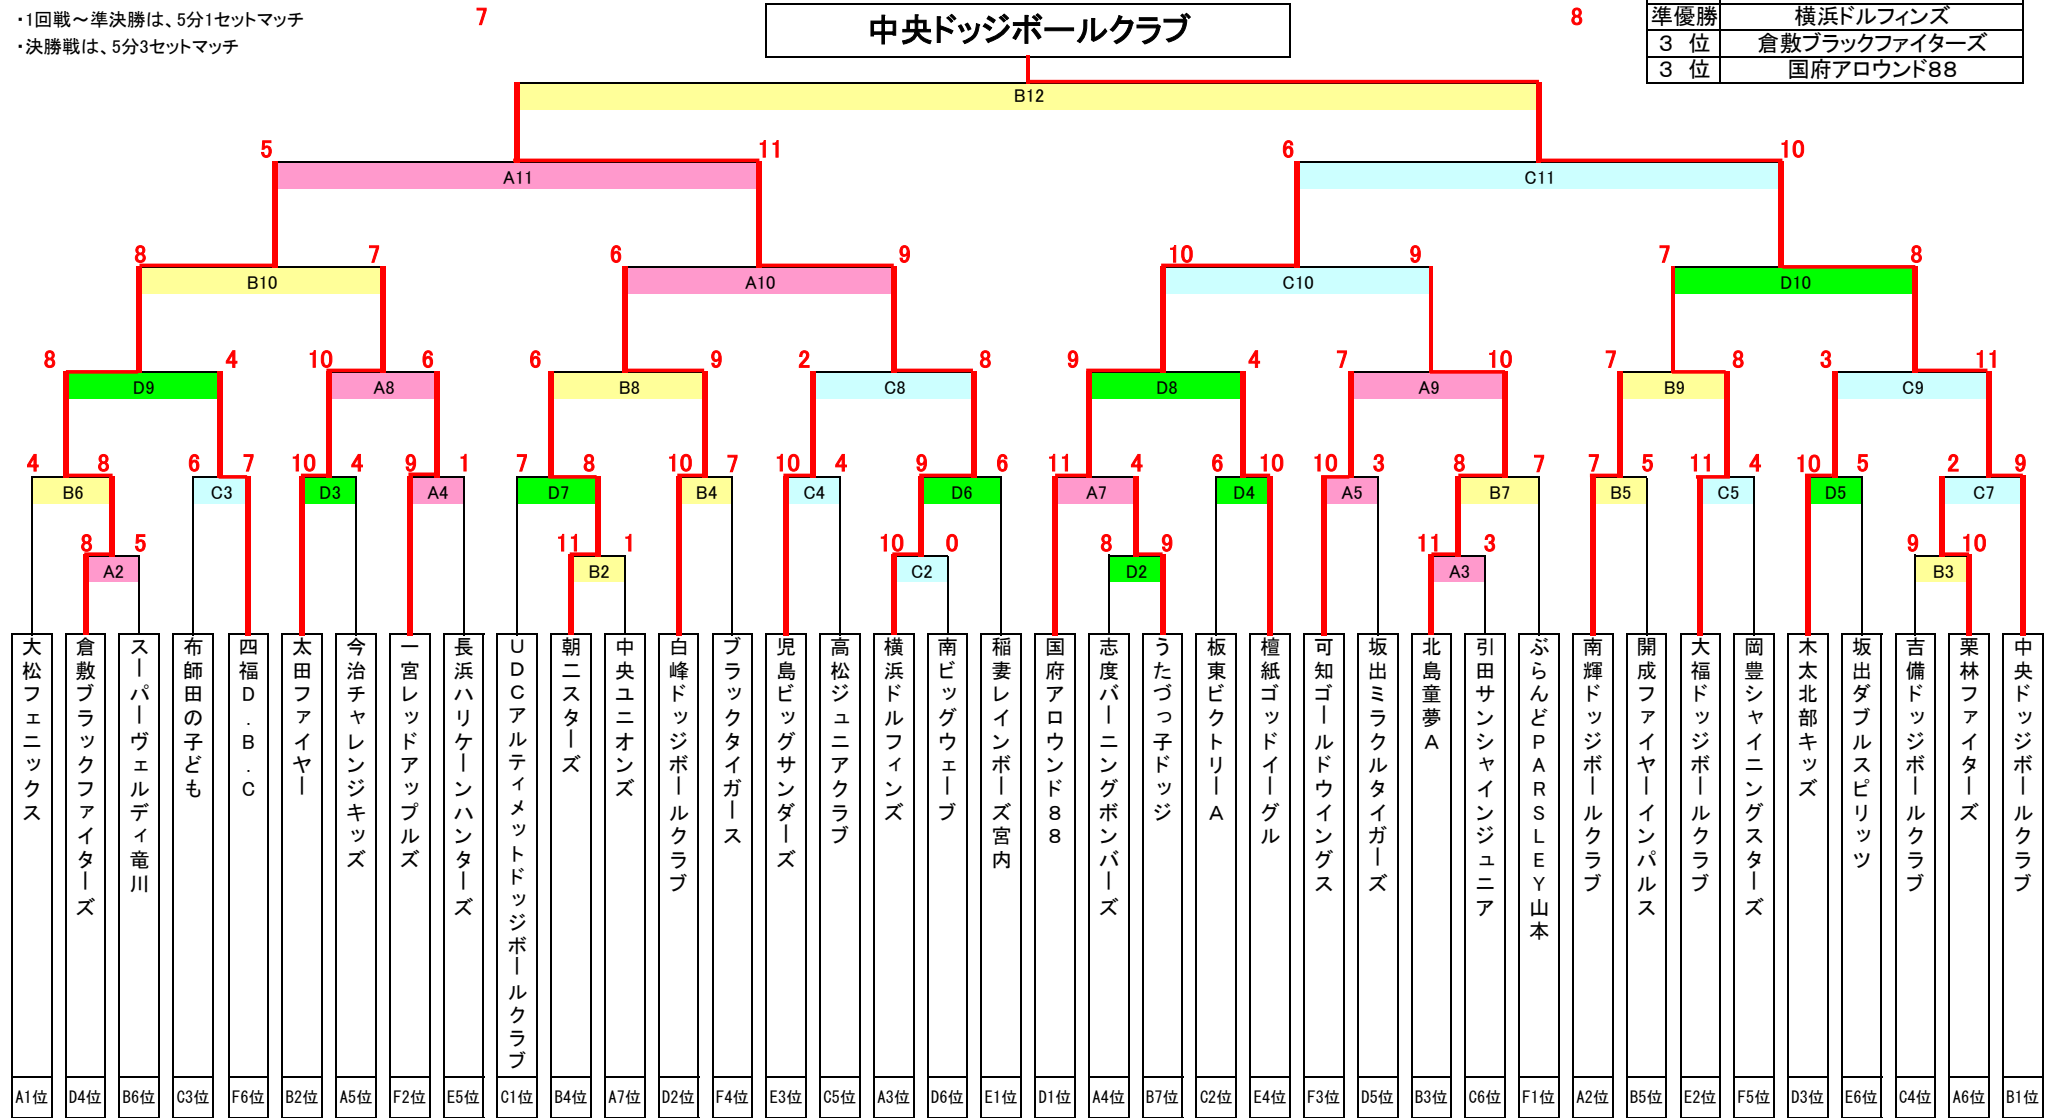 ・1回戦～準決勝は、5分1セットマッチ
・決勝戦は、5分3セットマッチ
7
中央ドッジボールクラブ
8
準優勝 横浜ドルフィンズ
3 位 倉敷ブラックファイターズ
3 位 国府アロウンド88
B12
5 11 6 10
A11 C11
8 7 6 9 10 9 7 8
B10 A10 C10 D10
8 4 10 6 6 9 2 8 9 4 7 10 7 8 3 11
D9 A8 B8 C8 D8 A9 B9 C9
4 8 6 7 10 4 9 1 7 8 10 7 10 4 9 6 11 4 6 10 10 3 8 7 7 5 11 4 10 5 2 9
B6 C3 D3 A4 D7 B4 C4 D6 A7 D4 A5 B7 B5 C5 D5 C7
8 5 11 1 10 0 8 9 11 3 9 10
A2 B2 C2 D2 A3 B3
大松フェニックス
倉敷ブラックファイターズ
スーパーヴェルディ竜川
布師田の子ども
四福D.B.C
太田ファイヤー
今治チャレンジキッズ
一宮レッドアップルズ
長浜ハリケーンハンターズ
UDCアルティメットドッジボールクラブ
朝ニスターズ
中央ユニオンズ
白峰ドッジボールクラブ
ブラックタイガース
児島ビッグサンダーズ
高松ジュニアクラブ
横浜ドルフィンズ
南ビッグウェーブ
稲妻レインボーズ宮内
国府アロウンド88
志度バーニングボンバーズ
うたづっ子ドッジ
板東ビクトリーA
檀紙ゴッドイーグル
可知ゴールドウイングス
坂出ミラクルタイガーズ
北島童夢A
引田サンシャインジュニア
ぶらんどPARSLEY山本
南輝ドッジボールクラブ
開成ファイヤーインパルス
大福ドッジボールクラブ
岡豊シャイニングスターズ
木太北部キッズ
坂出ダブルスピリッツ
吉備ドッジボールクラブ
栗林ファイターズ
中央ドッジボールクラブ
A1位 D4位 B6位 C3位 F6位 B2位 A5位 F2位 E5位 C1位 B4位 A7位 D2位 F4位 E3位 C5位 A3位 D6位 E1位 D1位 A4位 B7位 C2位 E4位 F3位 D5位 B3位 C6位 F1位 A2位 B5位 E2位 F5位 D3位 E6位 C4位 A6位 B1位